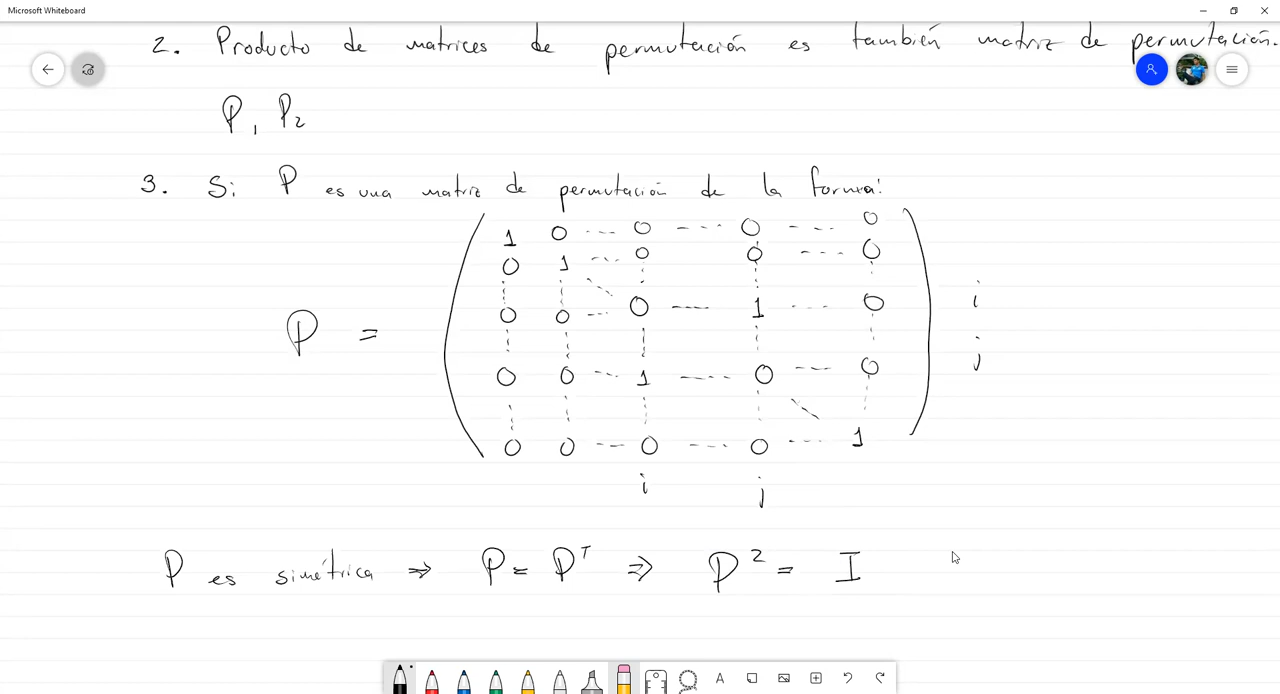 Microsoft Whiteboard
2. Producto de matrices de permutación es también matriz de permutación.
P1 P2
3. Si P es una matriz de permutación de la forma:
1 0 --- 0 --- 0 --- 0
0 1 --- 0 0 --- 0
0 0 -- 0 --- 1 --- 0 i
P =
0 0 -- 1 --- 0 --- 0 j
0 0 -- 0 --- 0 --- 1
i j
P es simétrica ⇒ P = P^T ⇒ P^2 = I
A